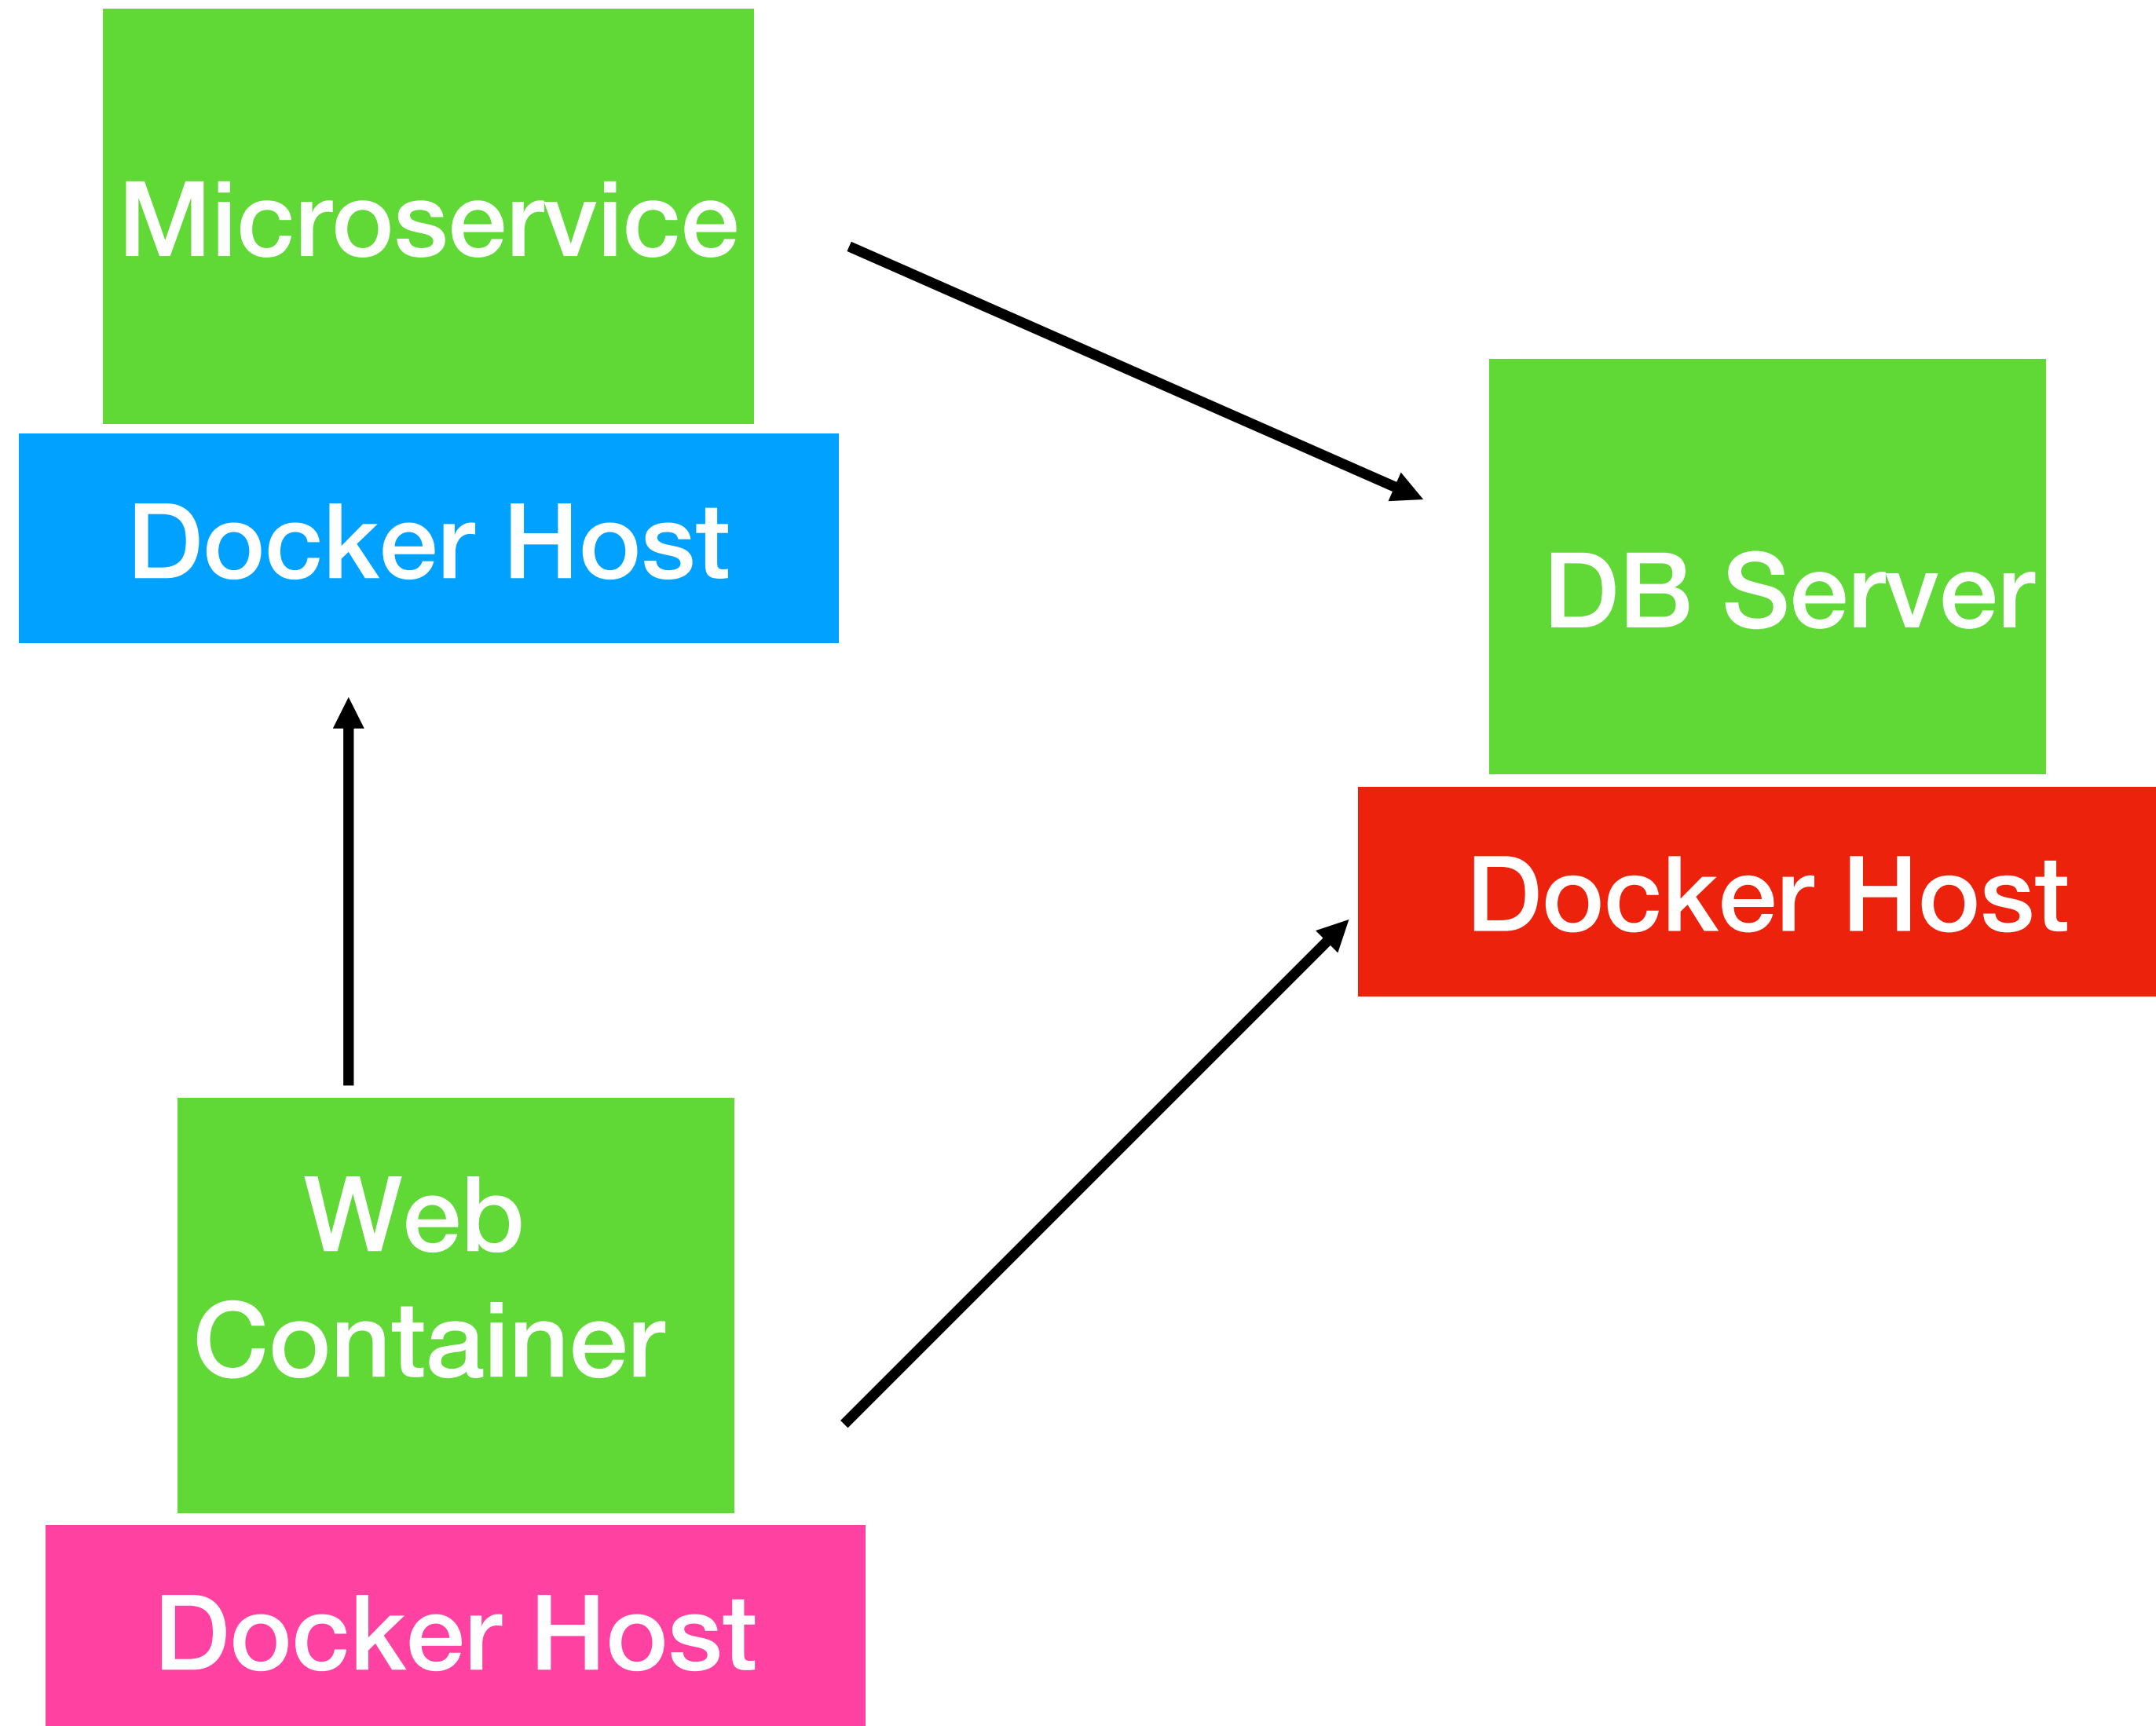 Microservice
Docker Host
DB Server
Docker Host
Web
Container
Docker Host